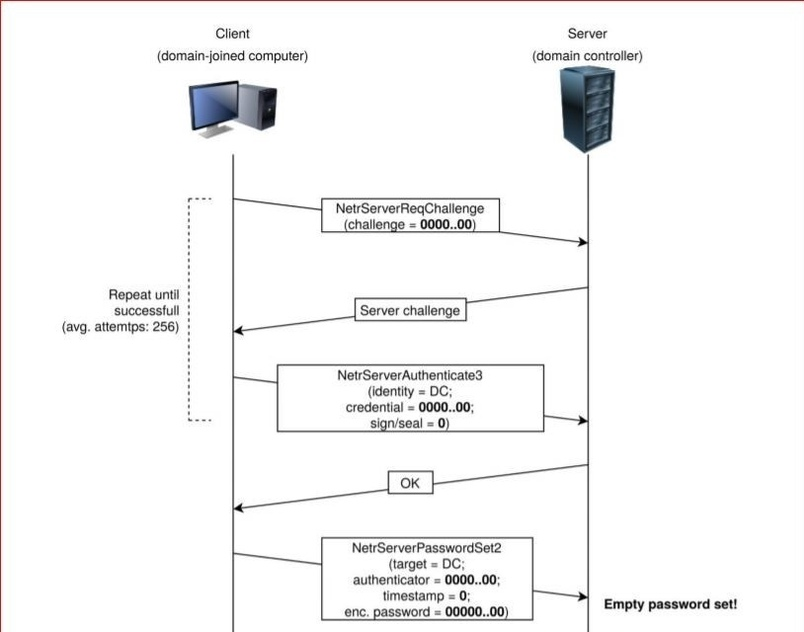 Client
(domain-joined computer)
Server
(domain controller)
NetrServerReqChallenge
(challenge = 0000..00)
Repeat until
successfull
(avg. attemtps: 256)
Server challenge
NetrServerAuthenticate3
(identity = DC;
credential = 0000..00;
sign/seal = 0)
OK
NetrServerPasswordSet2
(target = DC;
authenticator = 0000..00;
timestamp = 0;
enc. password = 00000..00)
Empty password set!